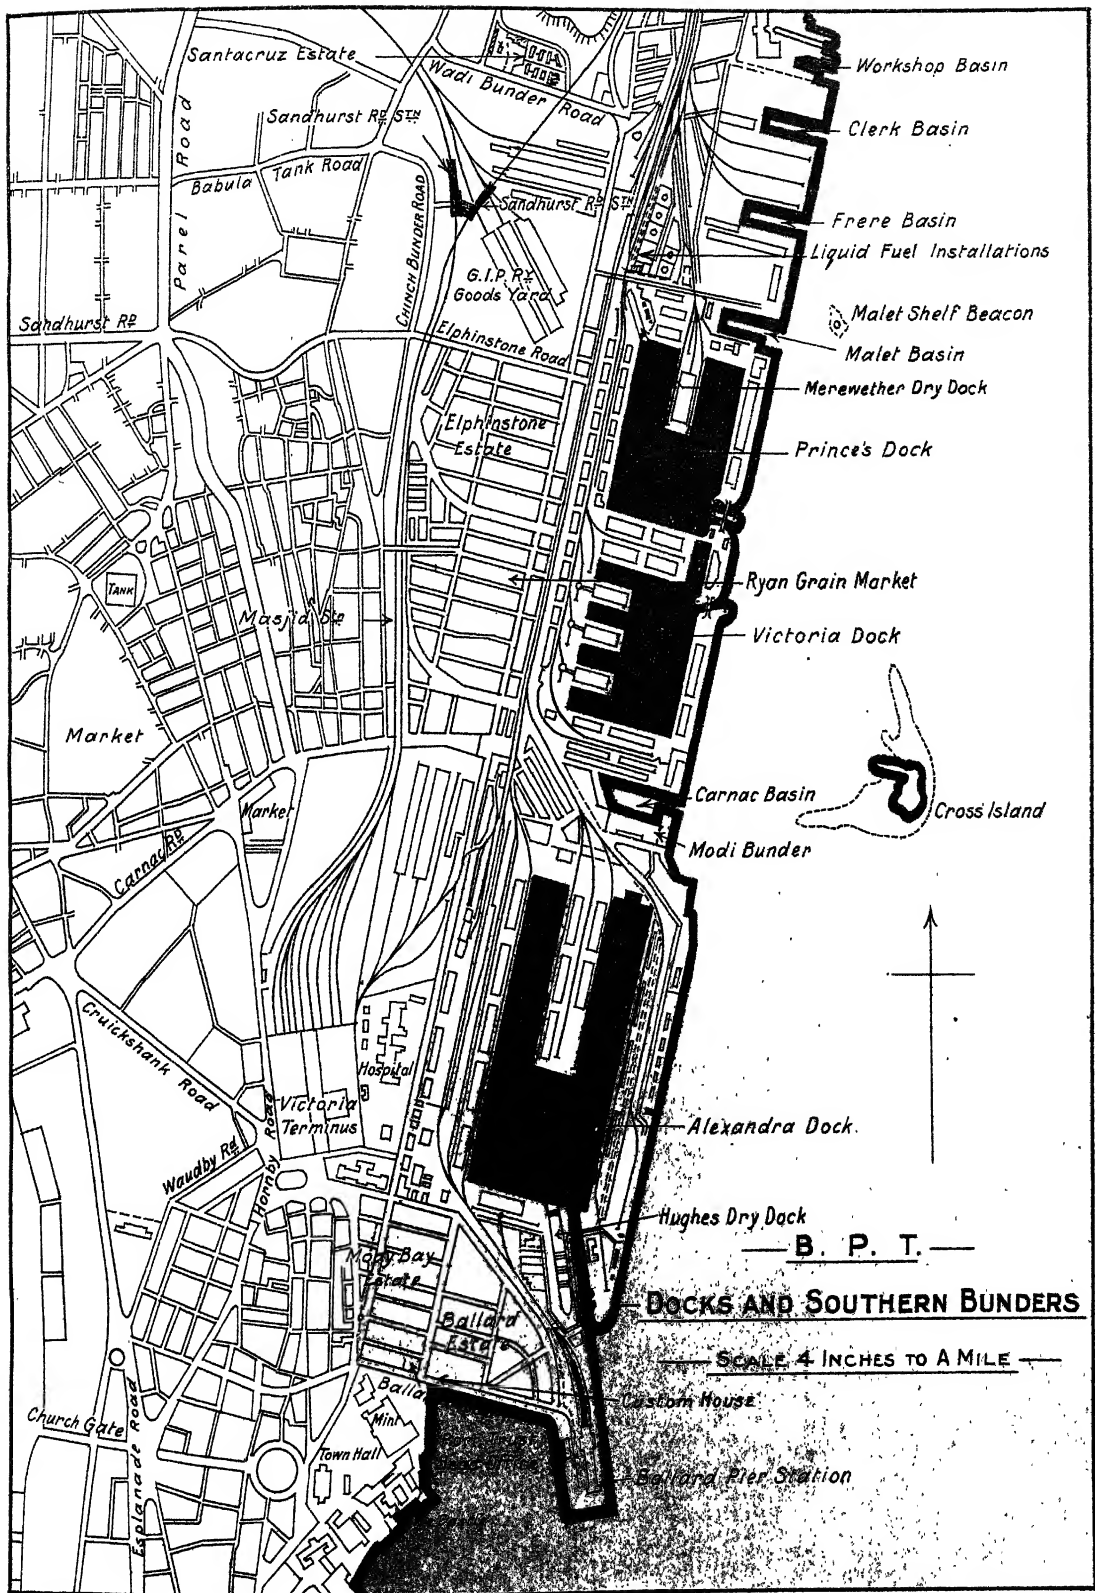 Santacruz Estate
Wadi Bunder Road
Workshop Basin
Sandhurst RD STN
Clerk Basin
Parel Road
Babula Tank Road
CHINCH BUNDER ROAD
Sandhurst RD STN
Frere Basin
Liquid Fuel Installations
G.I.P. RY
Goods Yard
Sandhurst RD
Malet Shelf Beacon
Elphinstone Road
Malet Basin
Merewether Dry Dock
Elphinstone
Estate
Prince's Dock
TANK
Ryan Grain Market
Masjid STN
Victoria Dock
Market
Market
Carnac Basin
Cross Island
Modi Bunder
Carnac RD
Cruickshank Road
Hospital
Victoria
Terminus
Alexandra Dock.
Waudby RD
Hornby Road
Hughes Dry Dock
B. P. T.
Mody Bay
Estate
DOCKS AND SOUTHERN BUNDERS
Ballard
Estate
SCALE 4 INCHES TO A MILE
Balla
Custom House
Mint
Church Gate
Esplanade Road
Town Hall
Ballard Pier Station